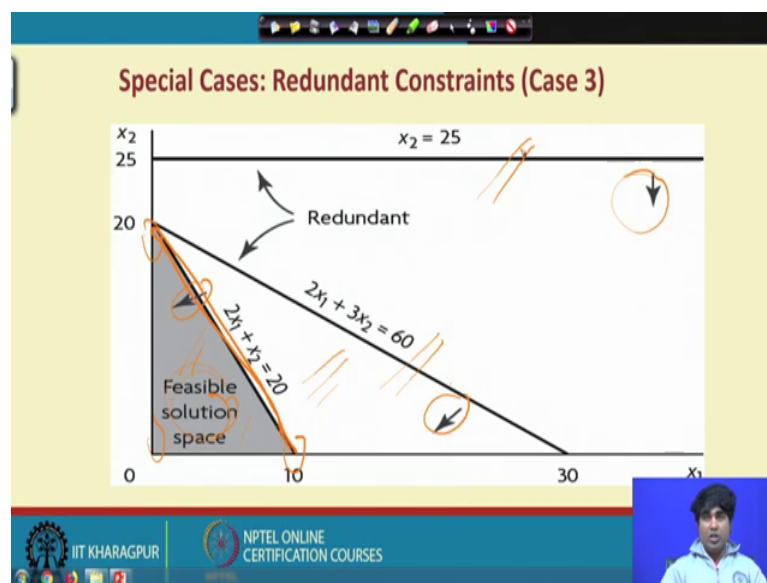 Special Cases: Redundant Constraints (Case 3)
x₂
25
x₂ = 25
20
Redundant
2x₁ + 3x₂ = 60
2x₁ + x₂ = 20
Feasible
solution
space
0
10
30
x₁
IIT KHARAGPUR
NPTEL ONLINE
CERTIFICATION COURSES